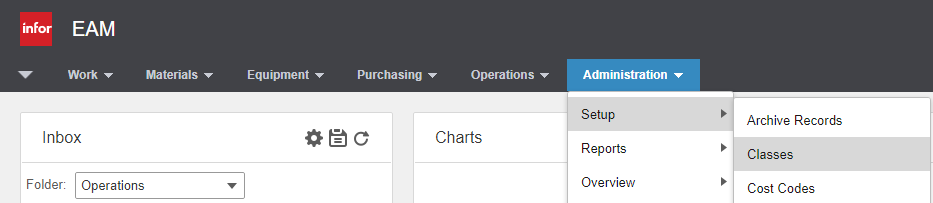 infor EAM
Work Materials Equipment Purchasing Operations Administration
Inbox
Folder: Operations
Charts
Setup
Reports
Overview
Archive Records
Classes
Cost Codes